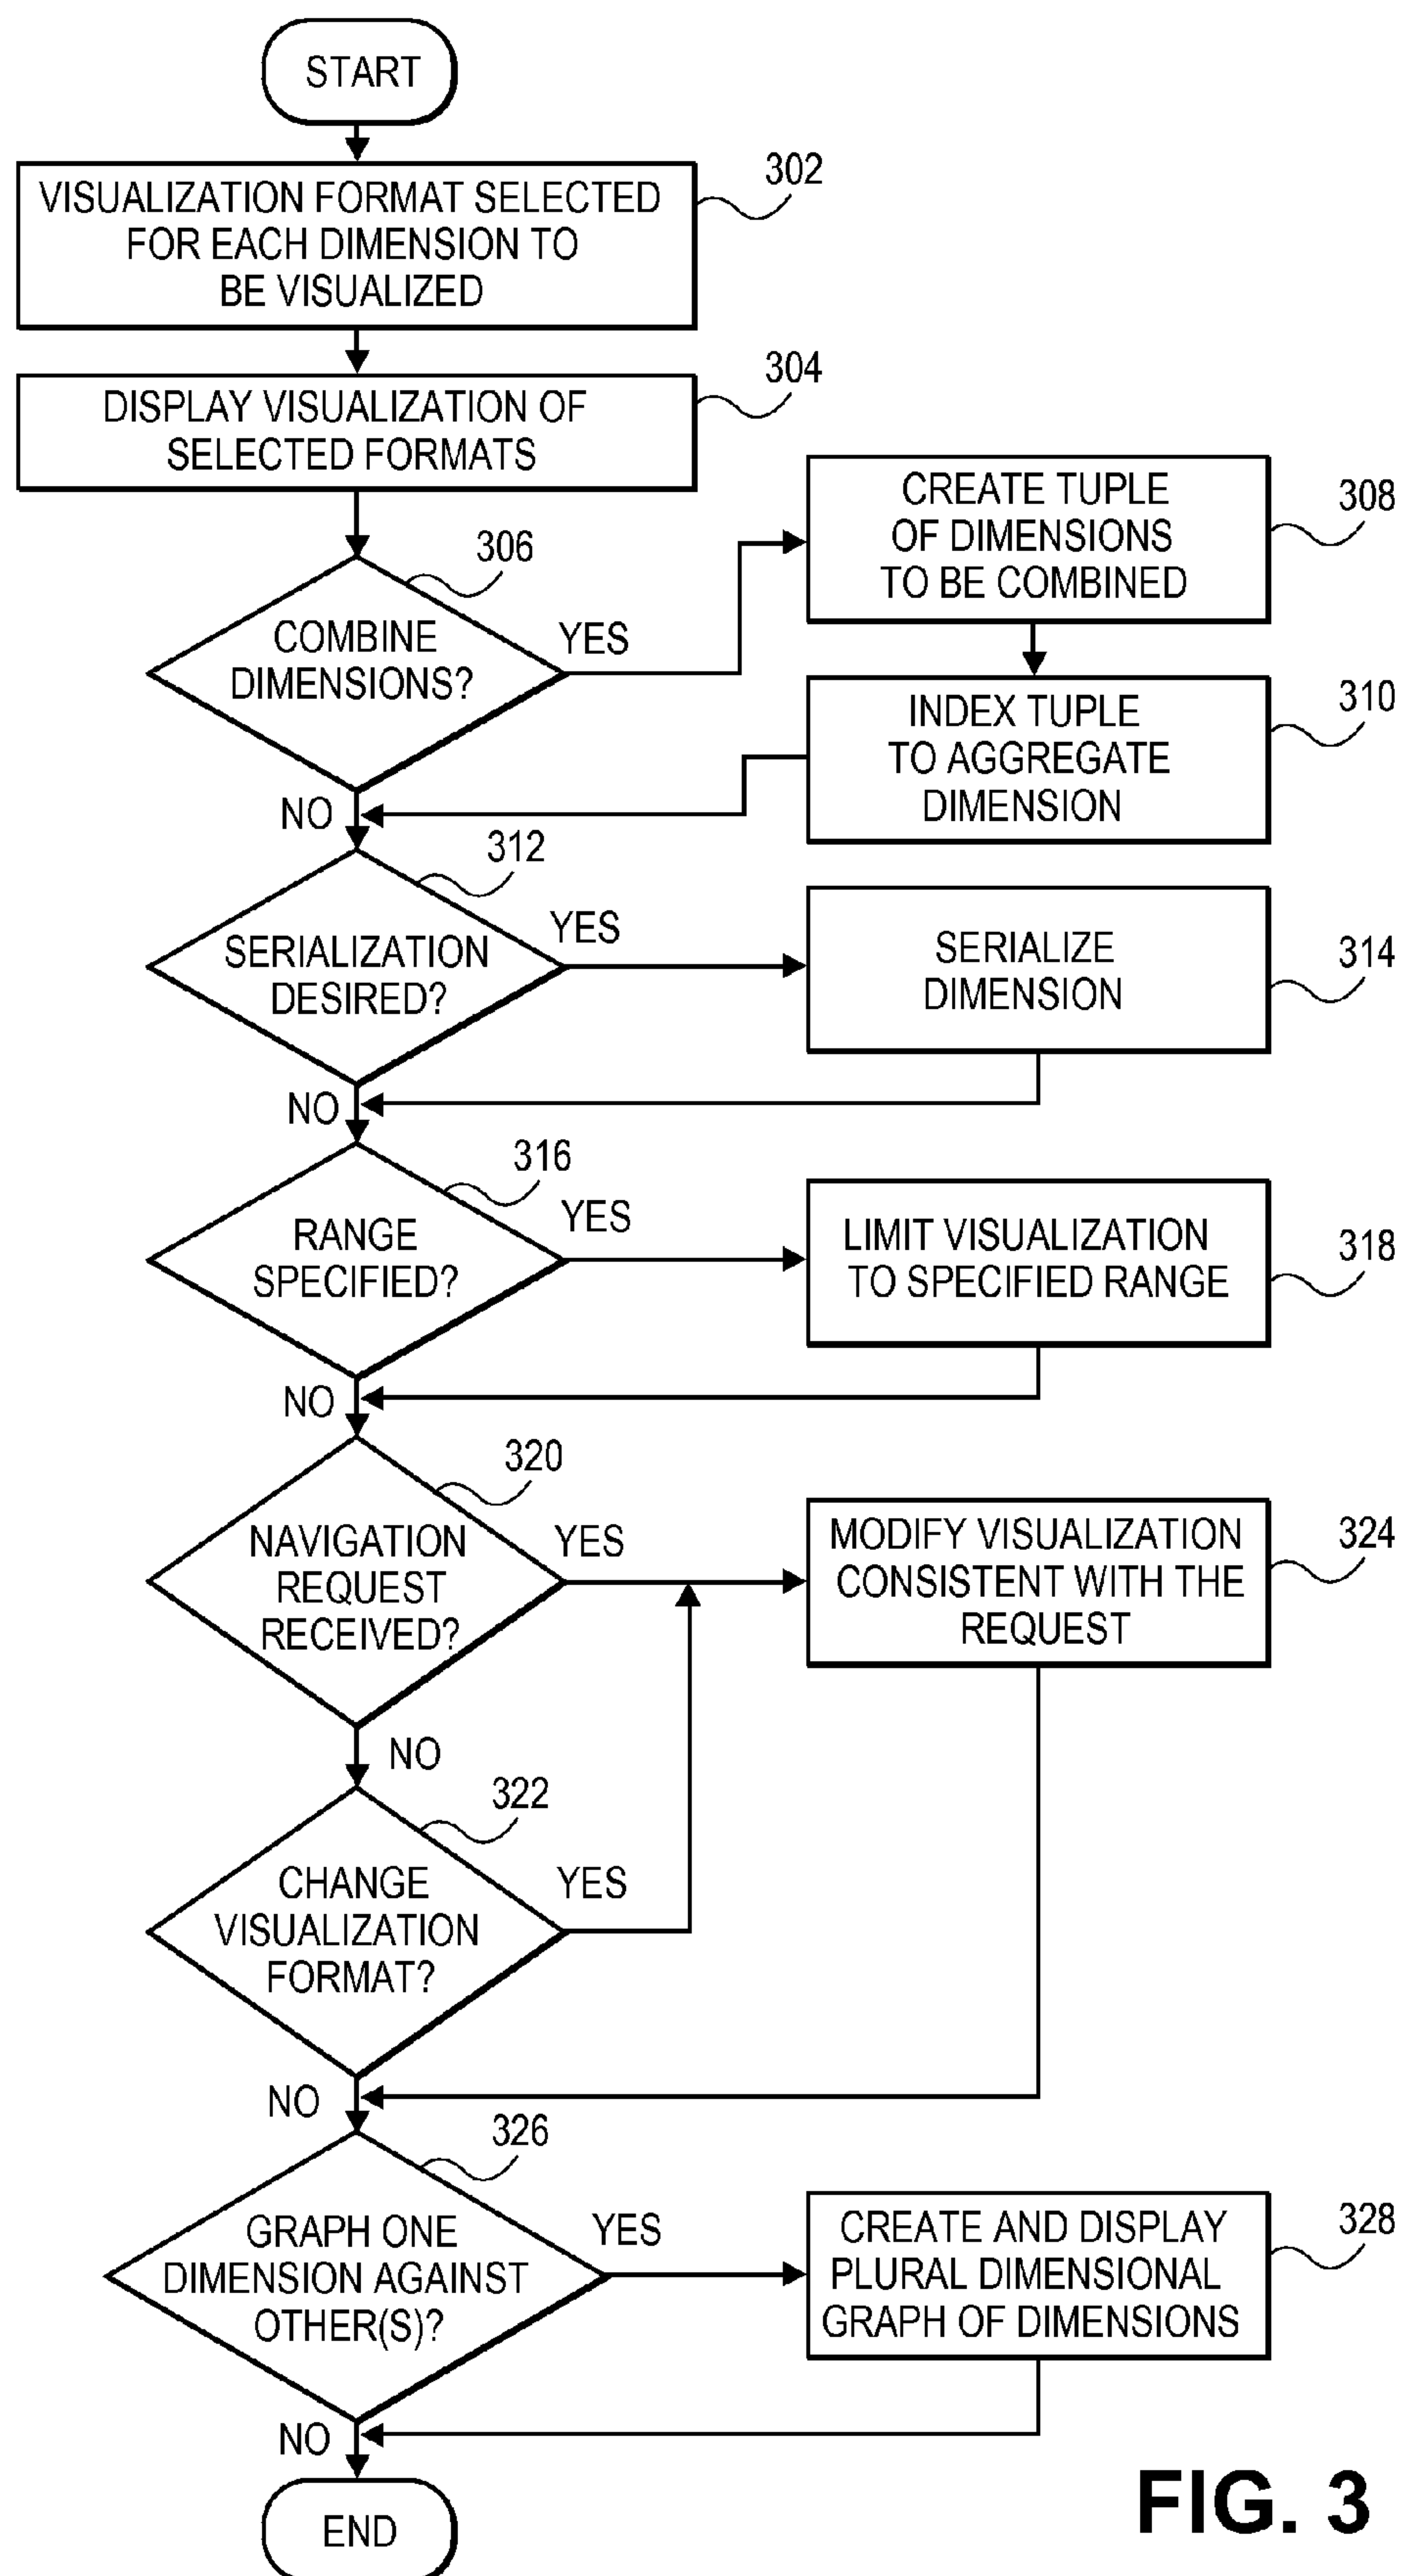 START
302
VISUALIZATION FORMAT SELECTED
FOR EACH DIMENSION TO
BE VISUALIZED
304
DISPLAY VISUALIZATION OF
SELECTED FORMATS
306
COMBINE
DIMENSIONS?
YES
NO
308
CREATE TUPLE
OF DIMENSIONS
TO BE COMBINED
310
INDEX TUPLE
TO AGGREGATE
DIMENSION
312
SERIALIZATION
DESIRED?
YES
NO
314
SERIALIZE
DIMENSION
316
RANGE
SPECIFIED?
YES
NO
318
LIMIT VISUALIZATION
TO SPECIFIED RANGE
320
NAVIGATION
REQUEST
RECEIVED?
YES
NO
324
MODIFY VISUALIZATION
CONSISTENT WITH THE
REQUEST
322
CHANGE
VISUALIZATION
FORMAT?
YES
NO
326
GRAPH ONE
DIMENSION AGAINST
OTHER(S)?
YES
NO
328
CREATE AND DISPLAY
PLURAL DIMENSIONAL
GRAPH OF DIMENSIONS
END
FIG. 3